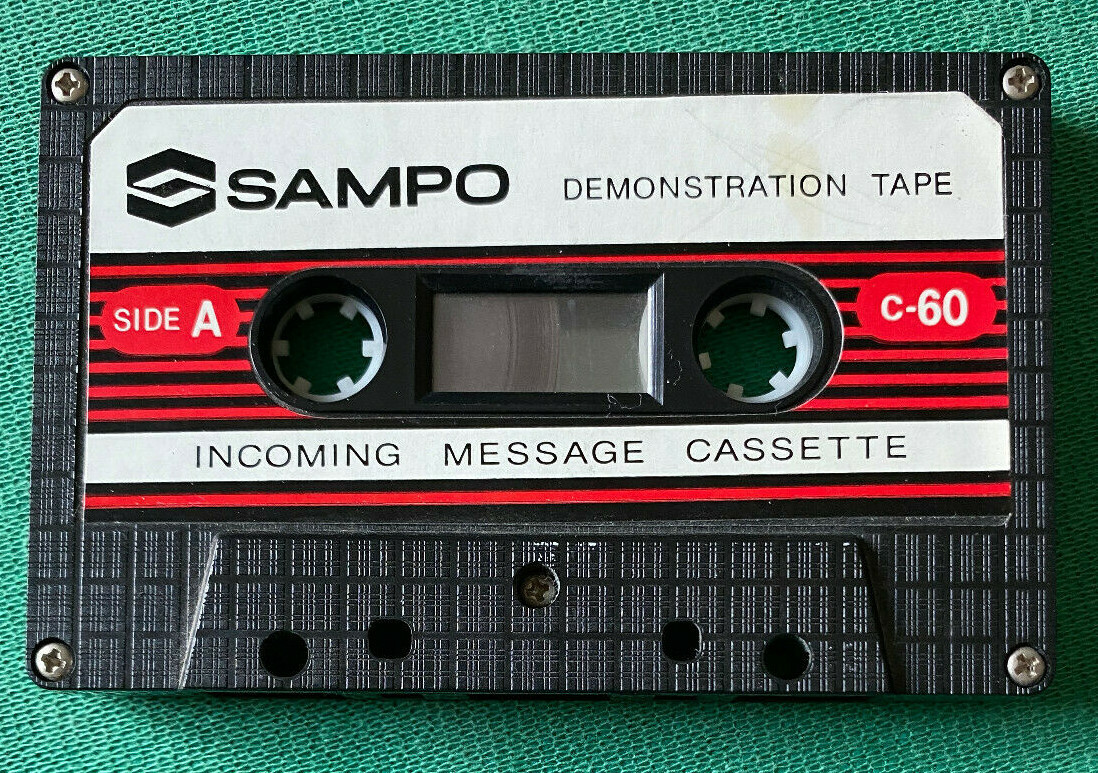 SAMPO DEMONSTRATION TAPE
SIDE A C-60
INCOMING MESSAGE CASSETTE